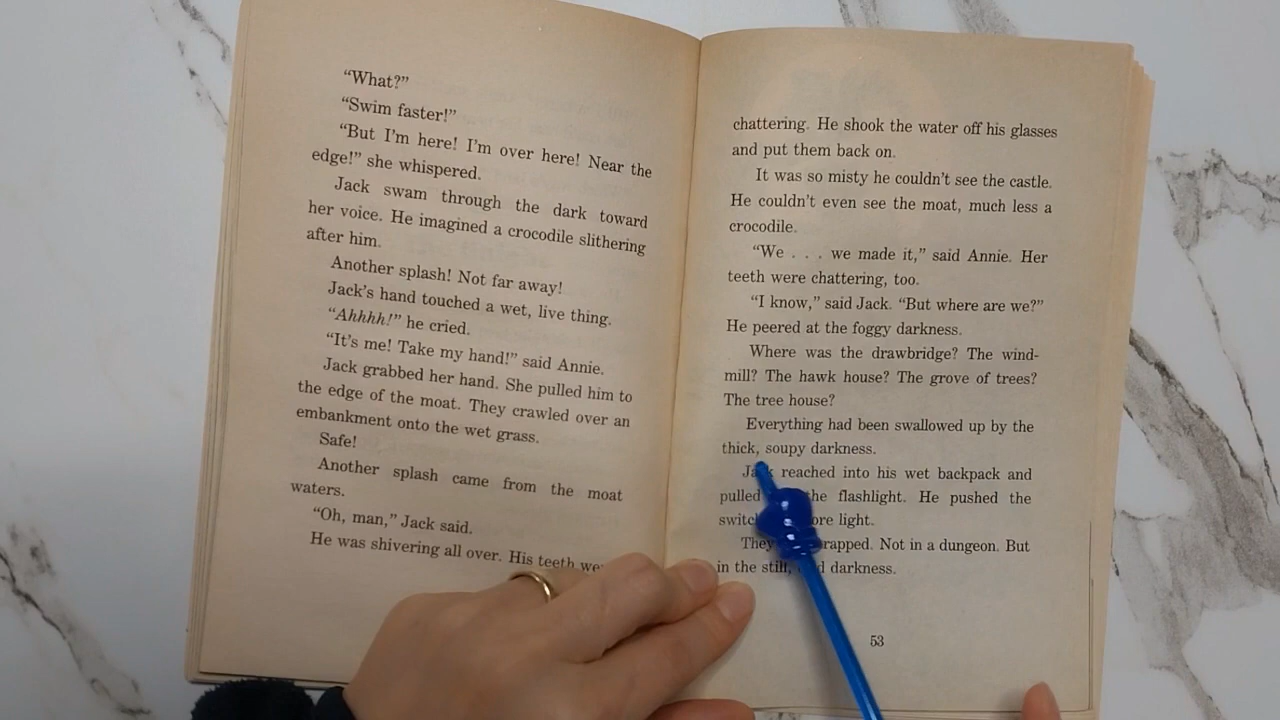 “What?”
“Swim faster!”
“But I’m here! I’m over here! Near the
edge!” she whispered.
Jack swam through the dark toward
her voice. He imagined a crocodile slithering
after him.
Another splash! Not far away!
Jack’s hand touched a wet, live thing.
“Ahhhh!” he cried.
“It’s me! Take my hand!” said Annie.
Jack grabbed her hand. She pulled him to
the edge of the moat. They crawled over an
embankment onto the wet grass.
Safe!
Another splash came from the moat
waters.
“Oh, man,” Jack said.
He was shivering all over. His teeth
chattering. He shook the water off his glasses
and put them back on.
It was so misty he couldn’t see the castle.
He couldn’t even see the moat, much less a
crocodile.
“We . . . we made it,” said Annie. Her
teeth were chattering, too.
“I know,” said Jack. “But where are we?”
He peered at the foggy darkness.
Where was the drawbridge? The wind-
mill? The hawk house? The grove of trees?
The tree house?
Everything had been swallowed up by the
thick, soupy darkness.
Jack reached into his wet backpack and
pulled the flashlight. He pushed the
light.
They Not in a dungeon. But
in the still, darkness.
53